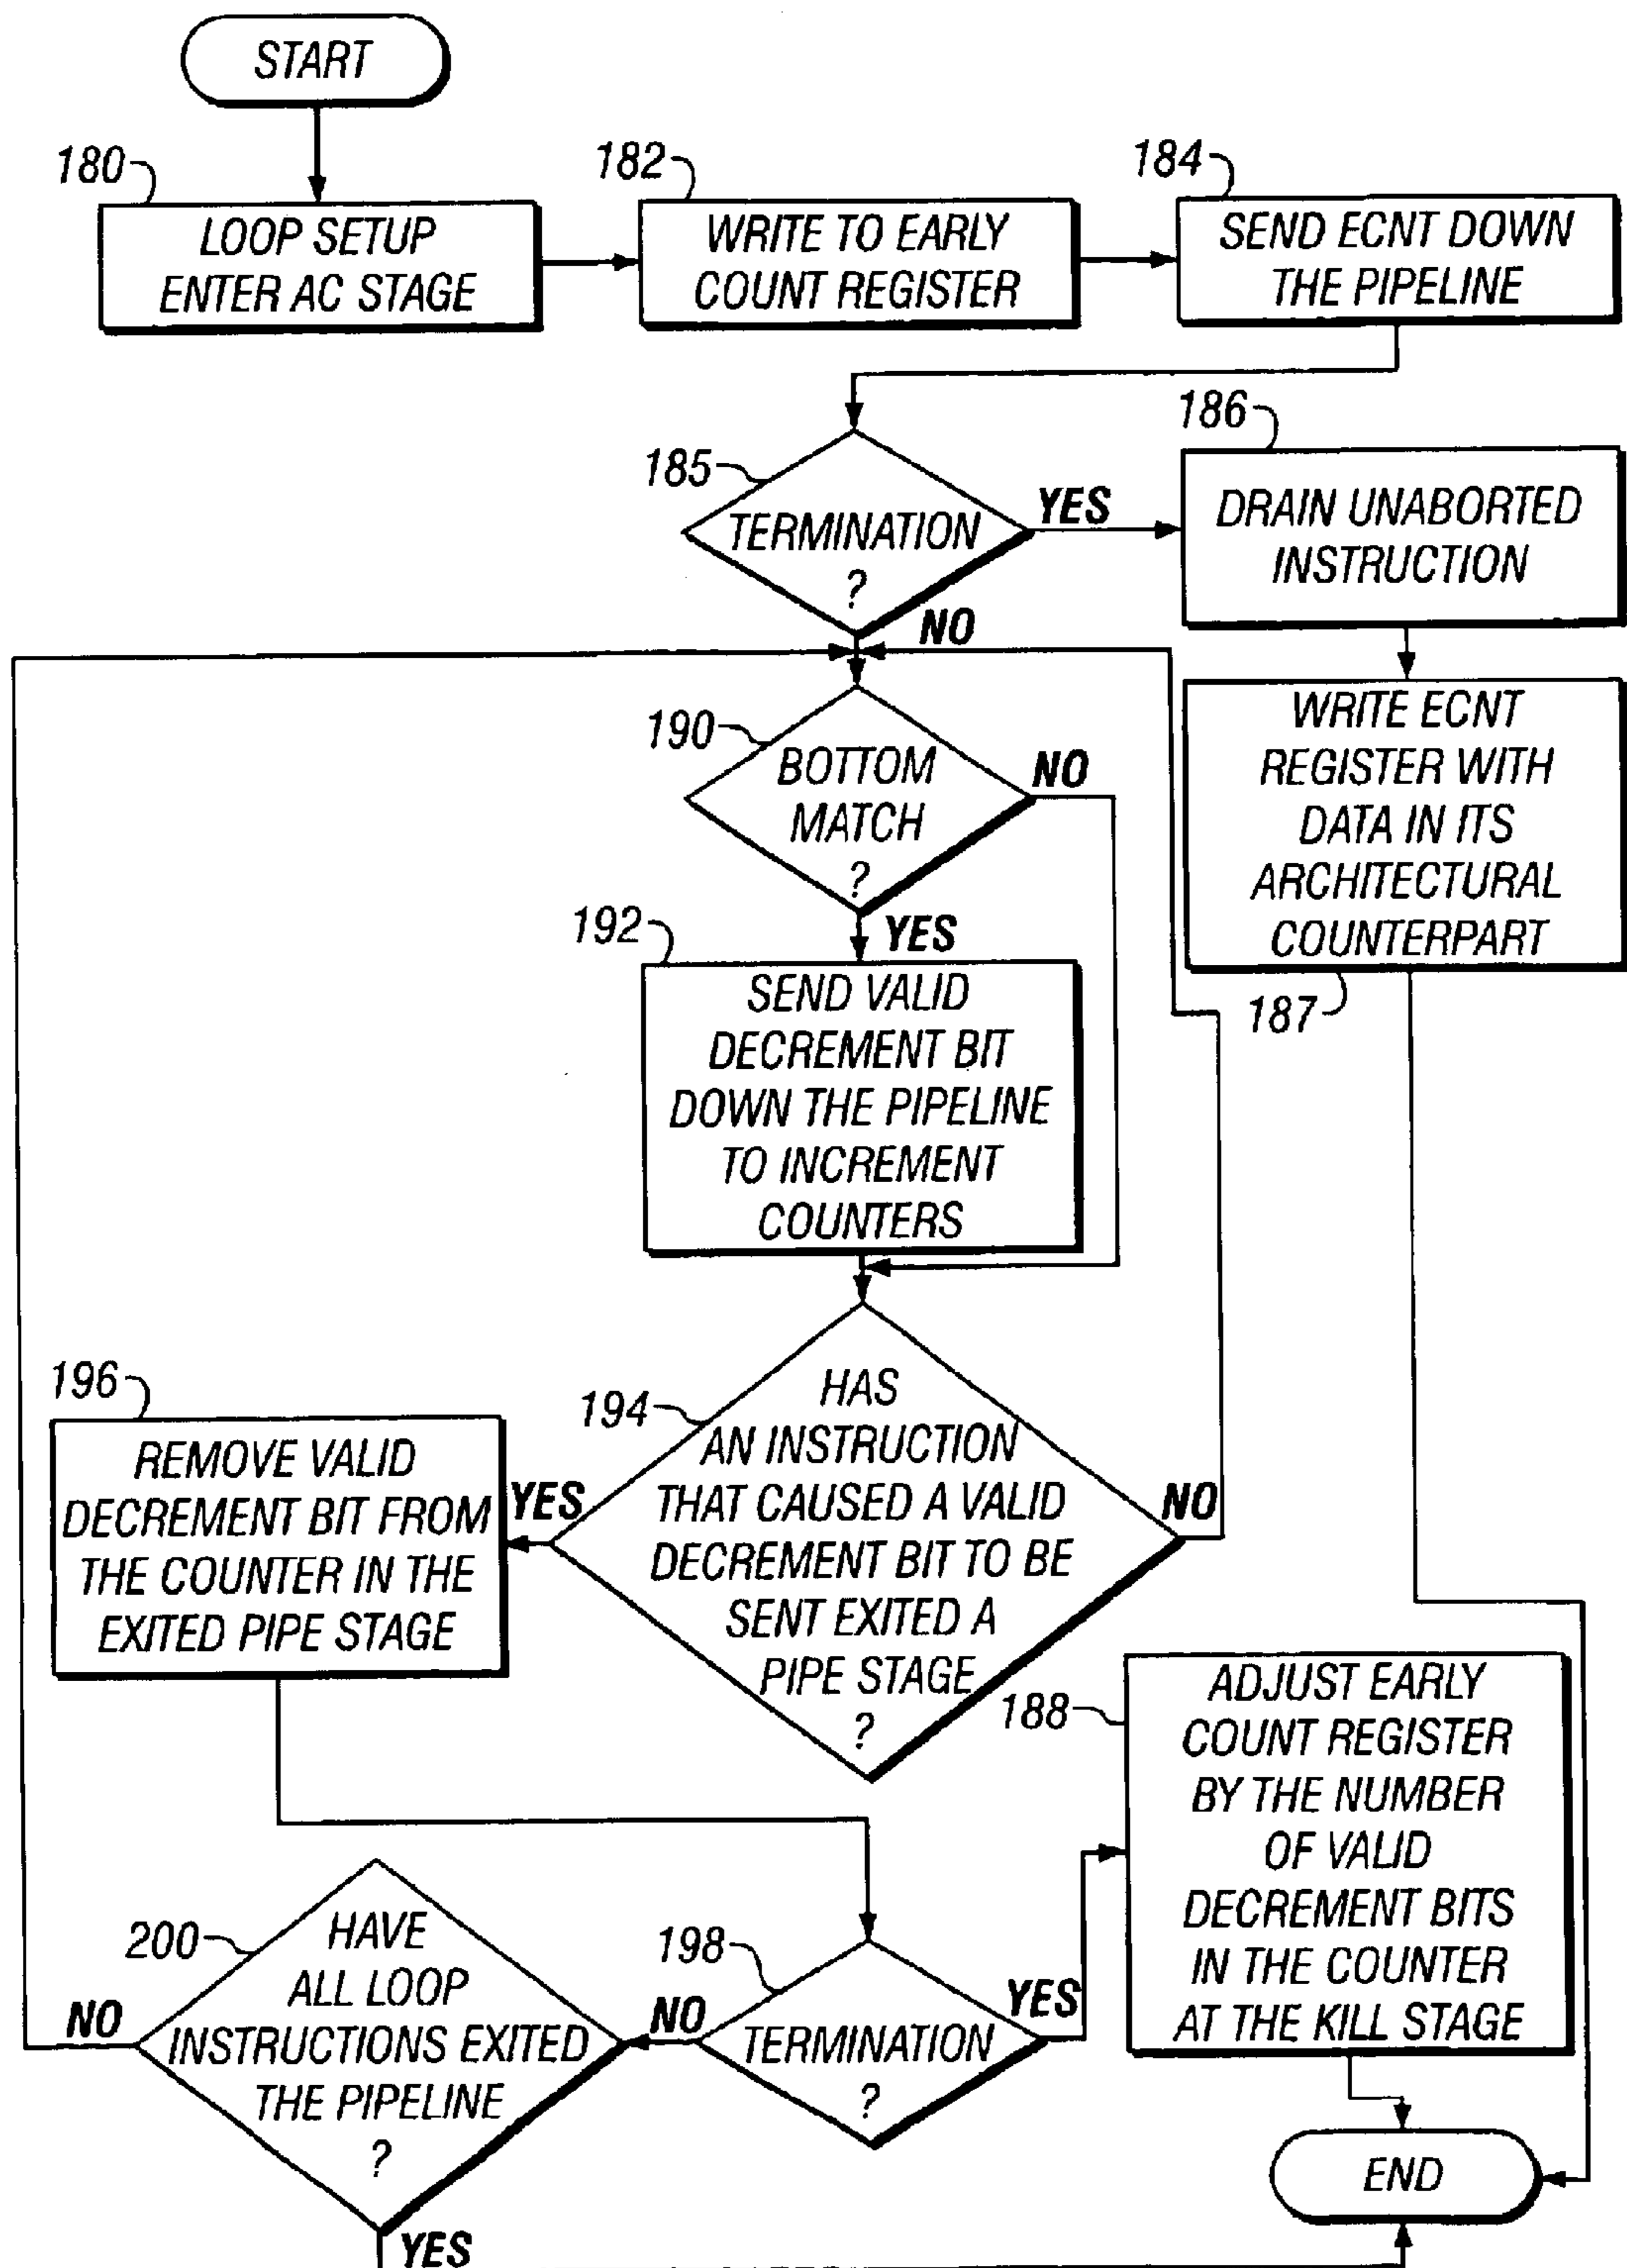 START
180
LOOP SETUP
ENTER AC STAGE
182
WRITE TO EARLY
COUNT REGISTER
184
SEND ECNT DOWN
THE PIPELINE
185
TERMINATION
?
YES
NO
186
DRAIN UNABORTED
INSTRUCTION
WRITE ECNT
REGISTER WITH
DATA IN ITS
ARCHITECTURAL
COUNTERPART
187
190
BOTTOM
MATCH
?
NO
YES
192
SEND VALID
DECREMENT BIT
DOWN THE PIPELINE
TO INCREMENT
COUNTERS
194
HAS
AN INSTRUCTION
THAT CAUSED A VALID
DECREMENT BIT TO BE
SENT EXITED A
PIPE STAGE
?
YES
NO
196
REMOVE VALID
DECREMENT BIT FROM
THE COUNTER IN THE
EXITED PIPE STAGE
198
TERMINATION
?
YES
NO
188
ADJUST EARLY
COUNT REGISTER
BY THE NUMBER
OF VALID
DECREMENT BITS
IN THE COUNTER
AT THE KILL STAGE
200
HAVE
ALL LOOP
INSTRUCTIONS EXITED
THE PIPELINE
?
NO
YES
END